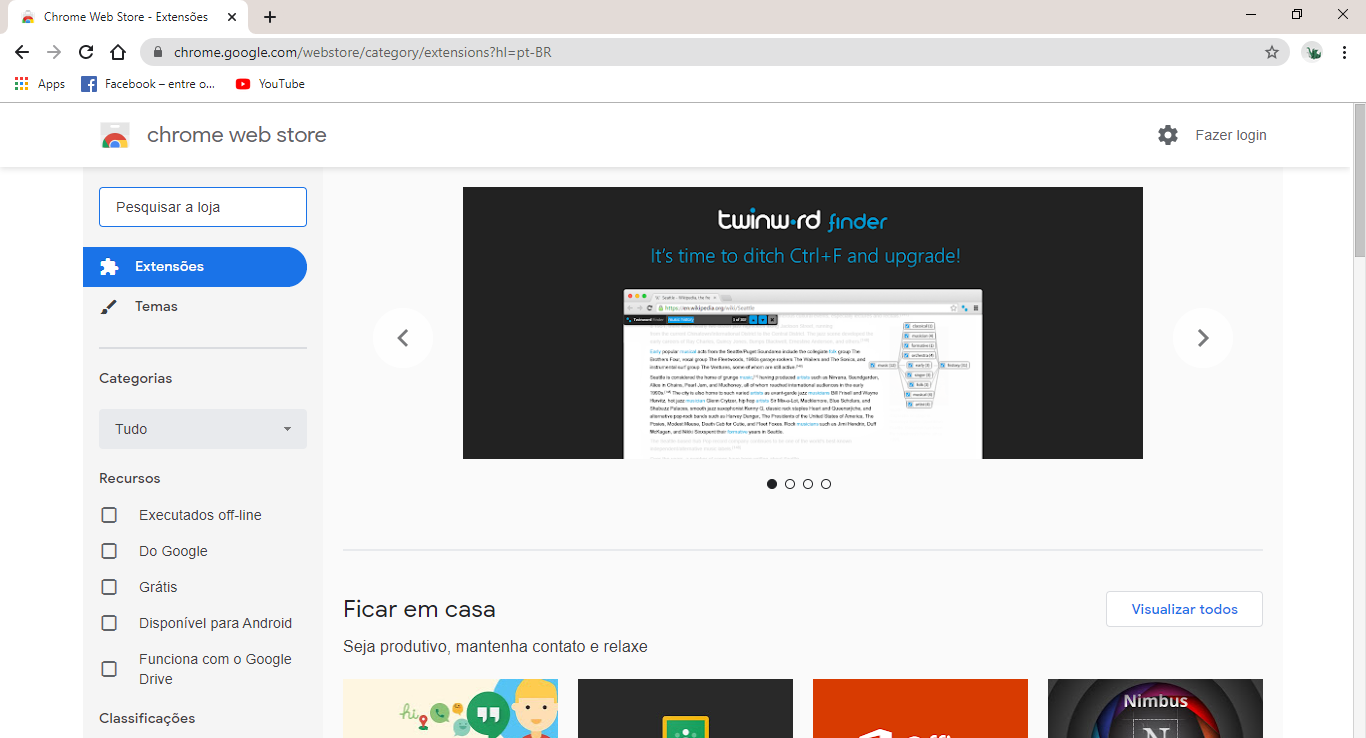 Chrome Web Store - Extensões
chrome.google.com/webstore/category/extensions?hl=pt-BR
Apps
Facebook – entre o...
YouTube
chrome web store
Fazer login
Pesquisar a loja
Extensões
Temas
Categorias
Tudo
Recursos
Executados off-line
Do Google
Grátis
Disponível para Android
Funciona com o Google
Drive
Classificações
twinword finder
It's time to ditch Ctrl+F and upgrade!
Ficar em casa
Visualizar todos
Seja produtivo, mantenha contato e relaxe
hi
Nimbus
N